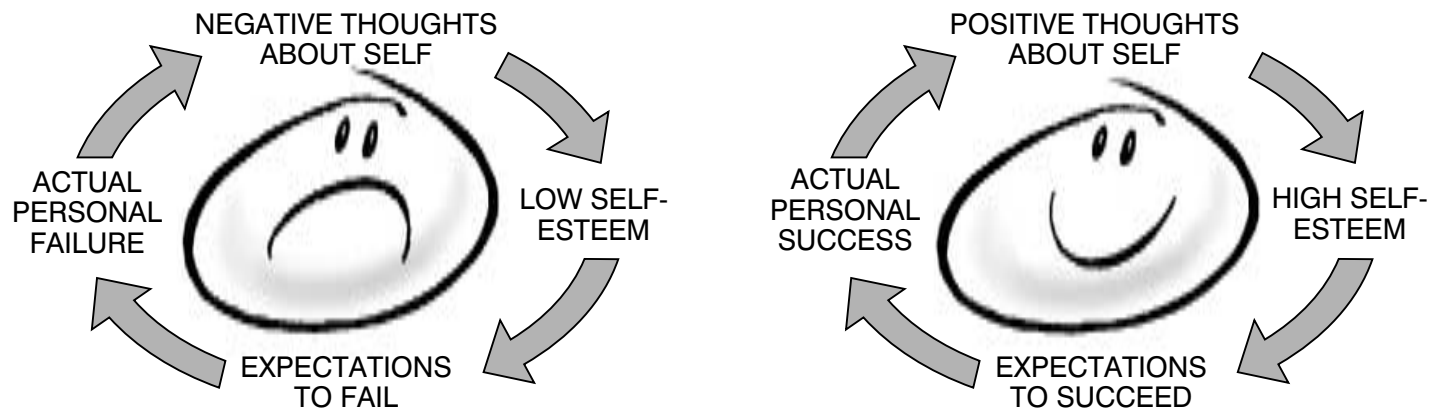 NEGATIVE THOUGHTS
ABOUT SELF
LOW SELF-
ESTEEM
EXPECTATIONS
TO FAIL
ACTUAL
PERSONAL
FAILURE
POSITIVE THOUGHTS
ABOUT SELF
HIGH SELF-
ESTEEM
EXPECTATIONS
TO SUCCEED
ACTUAL
PERSONAL
SUCCESS